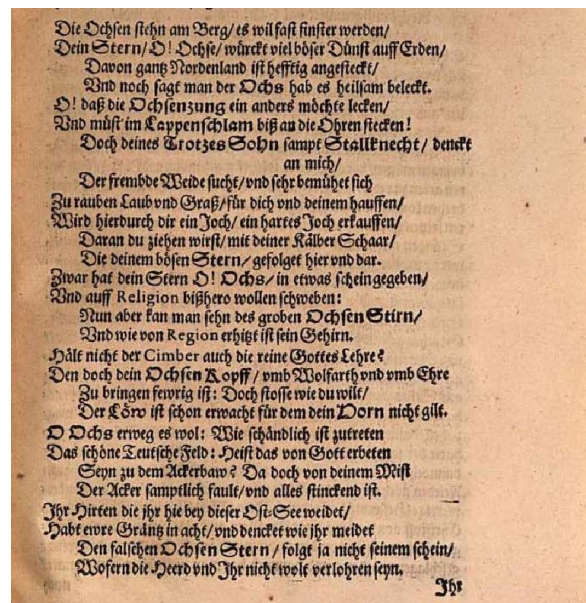 Die Ochsen stehn am Berg/ es wil fast finster werden/
Dein Stern/ O! Ochse/ würckt viel böser Dünst auff Erden/
Davon gantz Nordenland ist hefftig angesteckt/
Vnd noch sagt man der Ochs hab es heilsam beleckt.
O! daß die Ochsenzung ein anders möchte lecken/
Vnd müst im Lappenschlam biß an die Ohren stecken!
Doch deines Trotzes Sohn sampt Stallknecht/ denckt
an mich/
Der frembde Weide sucht/ vnd sehr bemühet sich
Zu rauben Laub vnd Graß/ für dich vnd deinem hauffen/
Wird hierdurch dir ein Joch/ ein hartes Joch erkauffen/
Daran du ziehen wirst/ mit deiner Kälber Schaar/
Die deinem bösen Stern/ gefolget hier vnd dar.
Zwar hat dein Stern O! Ochs/ in etwas schein gegeben/
Vnd auff Religion bißhero wollen schweben:
Nun aber kan man sehn des groben Ochsen Stirn/
Vnd wie von Region erhitzt ist sein Gehirn.
Hält nicht der Cimber auch die reine Gottes Lehre?
Den doch dein Ochsen Kopff/ vmb Wolfarth vnd vmb Ehre
Zu bringen fewrig ist: Doch stosse wie du wilt/
Der Löw ist schon erwacht für dem dein Horn nicht gilt.
O Ochs erweg es wol: Wie schändlich ist zutreten
Das schöne Teutsche Feld: Heist das von Gott erbeten
Seyn zu dem Ackerbaw? Da doch von deinem Mist
Der Acker samptlich fault/ vnd alles stinckend ist.
Ihr Hirten die jhr hie bey dieser Ost-See weidet/
Habt ewre Gräntz in acht/ vnd dencket wie jhr meidet
Den falschen Ochsen Stern/ folgt ja nicht seinem schein/
Wofern die Heerd vnd Ihr nicht wolt verlohren seyn.
Ihr